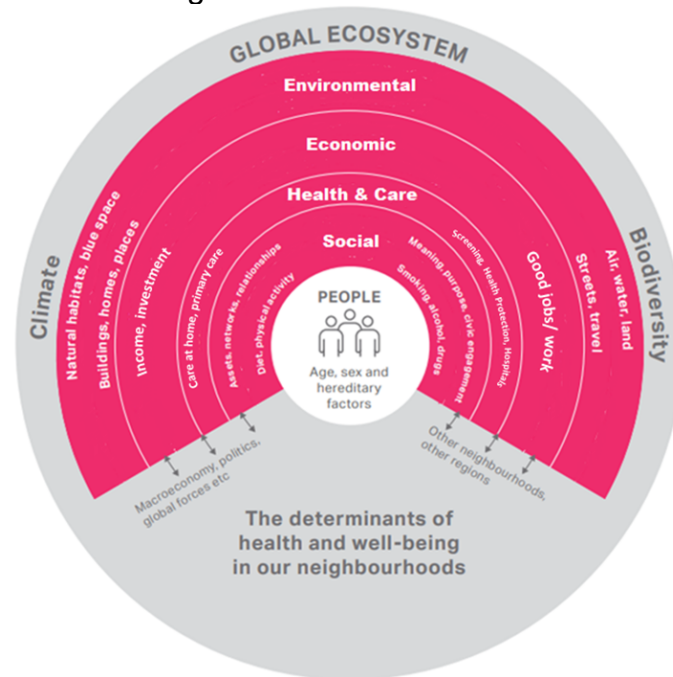 GLOBAL ECOSYSTEM
Climate
Biodiversity
Environmental
Natural habitats, blue space
Buildings, homes, places
Air, water, land
Streets, travel
Economic
Income, investment
Good jobs/ work
Health & Care
Care at home, primary care
Screening, Health Protection, Hospitals
Social
Assets, networks, relationships
Diet, physical activity
Meaning, purpose, civic engagement
Smoking, alcohol, drugs
PEOPLE
Age, sex and
hereditary
factors
Macroeconomy, politics,
global forces etc
Other neighbourhoods,
other regions
The determinants of
health and well-being
in our neighbourhoods